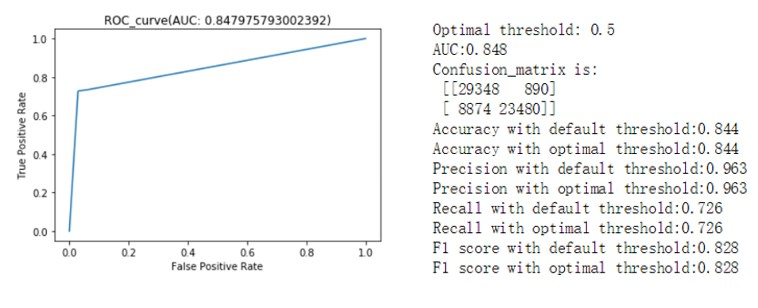 ROC_curve(AUC: 0.847975793002392)
1.0
0.8
0.6
0.4
0.2
0.0
True Positive Rate
0.0 0.2 0.4 0.6 0.8 1.0
False Positive Rate
Optimal threshold: 0.5
AUC:0.848
Confusion_matrix is:
[[29348 890]
[ 8874 23480]]
Accuracy with default threshold:0.844
Accuracy with optimal threshold:0.844
Precision with default threshold:0.963
Precision with optimal threshold:0.963
Recall with default threshold:0.726
Recall with optimal threshold:0.726
F1 score with default threshold:0.828
F1 score with optimal threshold:0.828